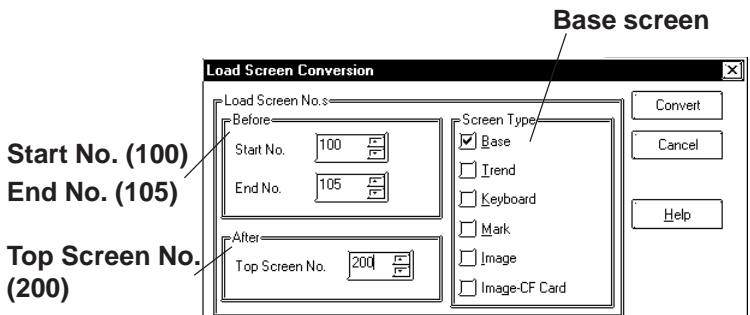 Base screen
Load Screen Conversion
Load Screen No.s
Before
Start No. 100
End No. 105
After
Top Screen No. 200
Screen Type
Base
Trend
Keyboard
Mark
Image
Image-CF Card
Convert
Cancel
Help
Start No. (100)
End No. (105)
Top Screen No.
(200)